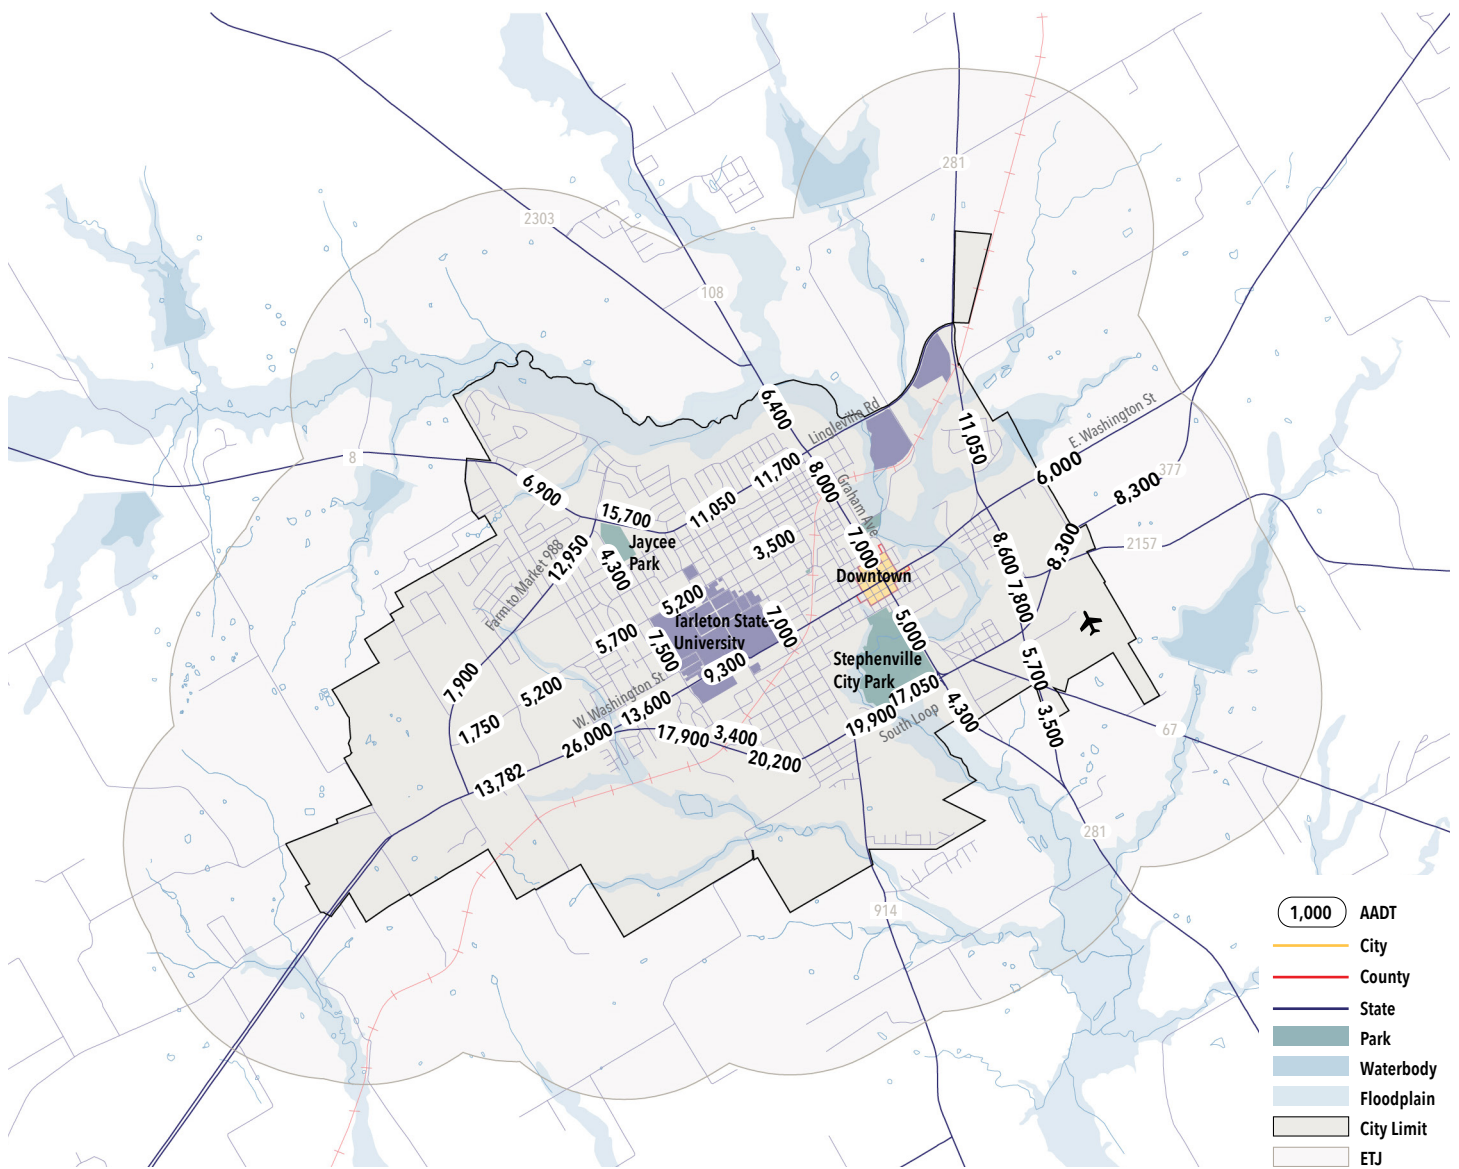 281
2303
108
6,400
Lingleville Rd
11,050
E. Washington St
8
11,700
8,000
6,000
377
6,900
Graham Ave
8,300
15,700
11,050
Jaycee
Park
3,500
7,000
8,600
8,300
2157
12,950
4,300
Farm to Market 988
Downtown
7,800
5,200
Tarleton State
University
7,000
5,000
5,700
7,500
9,300
Stephenville
City Park
5,700
7,900
5,200
W. Washington St
13,600
17,050
4,300
3,500
1,750
26,000
17,900
3,400
19,900
South Loop
67
13,782
20,200
281
914
1,000 AADT
City
County
State
Park
Waterbody
Floodplain
City Limit
ETJ